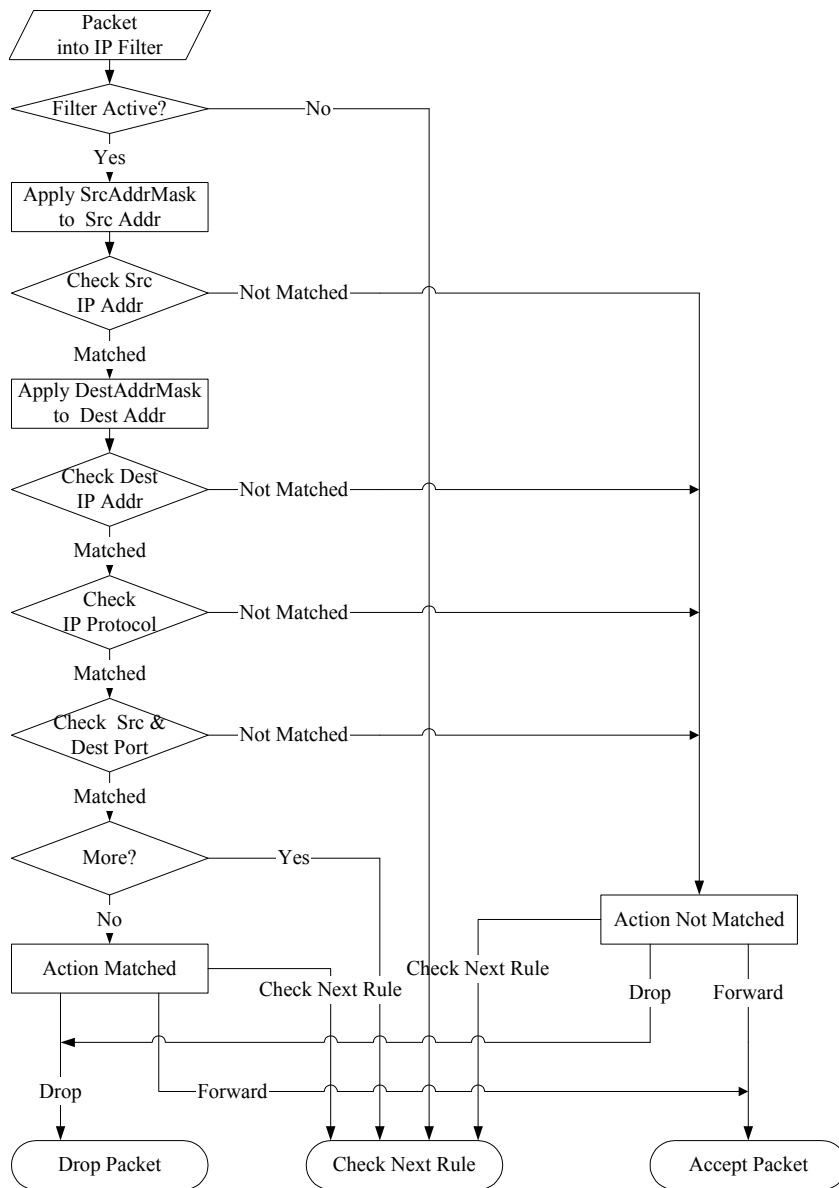 Packet
into IP Filter
Filter Active?
No
Yes
Apply SrcAddrMask
to Src Addr
Check Src
IP Addr
Not Matched
Matched
Apply DestAddrMask
to Dest Addr
Check Dest
IP Addr
Not Matched
Matched
Check
IP Protocol
Not Matched
Matched
Check Src &
Dest Port
Not Matched
Matched
More?
Yes
No
Action Not Matched
Action Matched
Check Next Rule
Check Next Rule
Drop
Forward
Drop
Forward
Drop Packet
Check Next Rule
Accept Packet